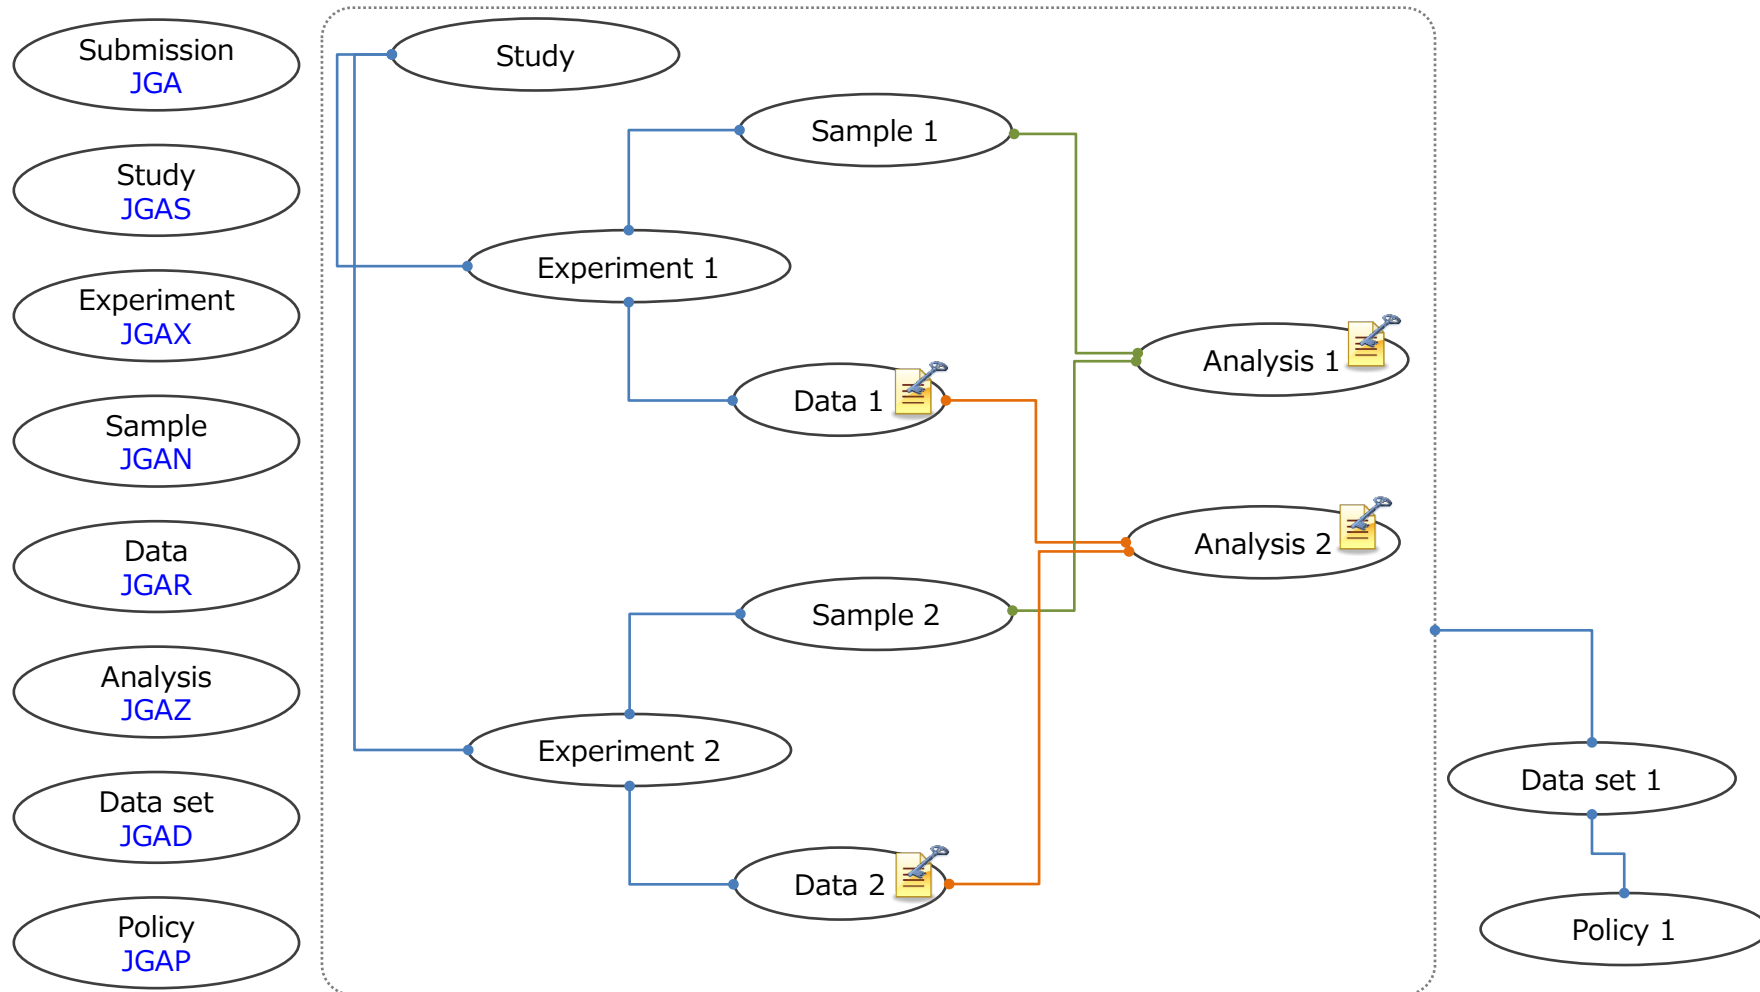 Submission
JGA
Study
JGAS
Experiment
JGAX
Sample
JGAN
Data
JGAR
Analysis
JGAZ
Data set
JGAD
Policy
JGAP
Study
Sample 1
Experiment 1
Data 1
Analysis 1
Analysis 2
Sample 2
Experiment 2
Data 2
Data set 1
Policy 1